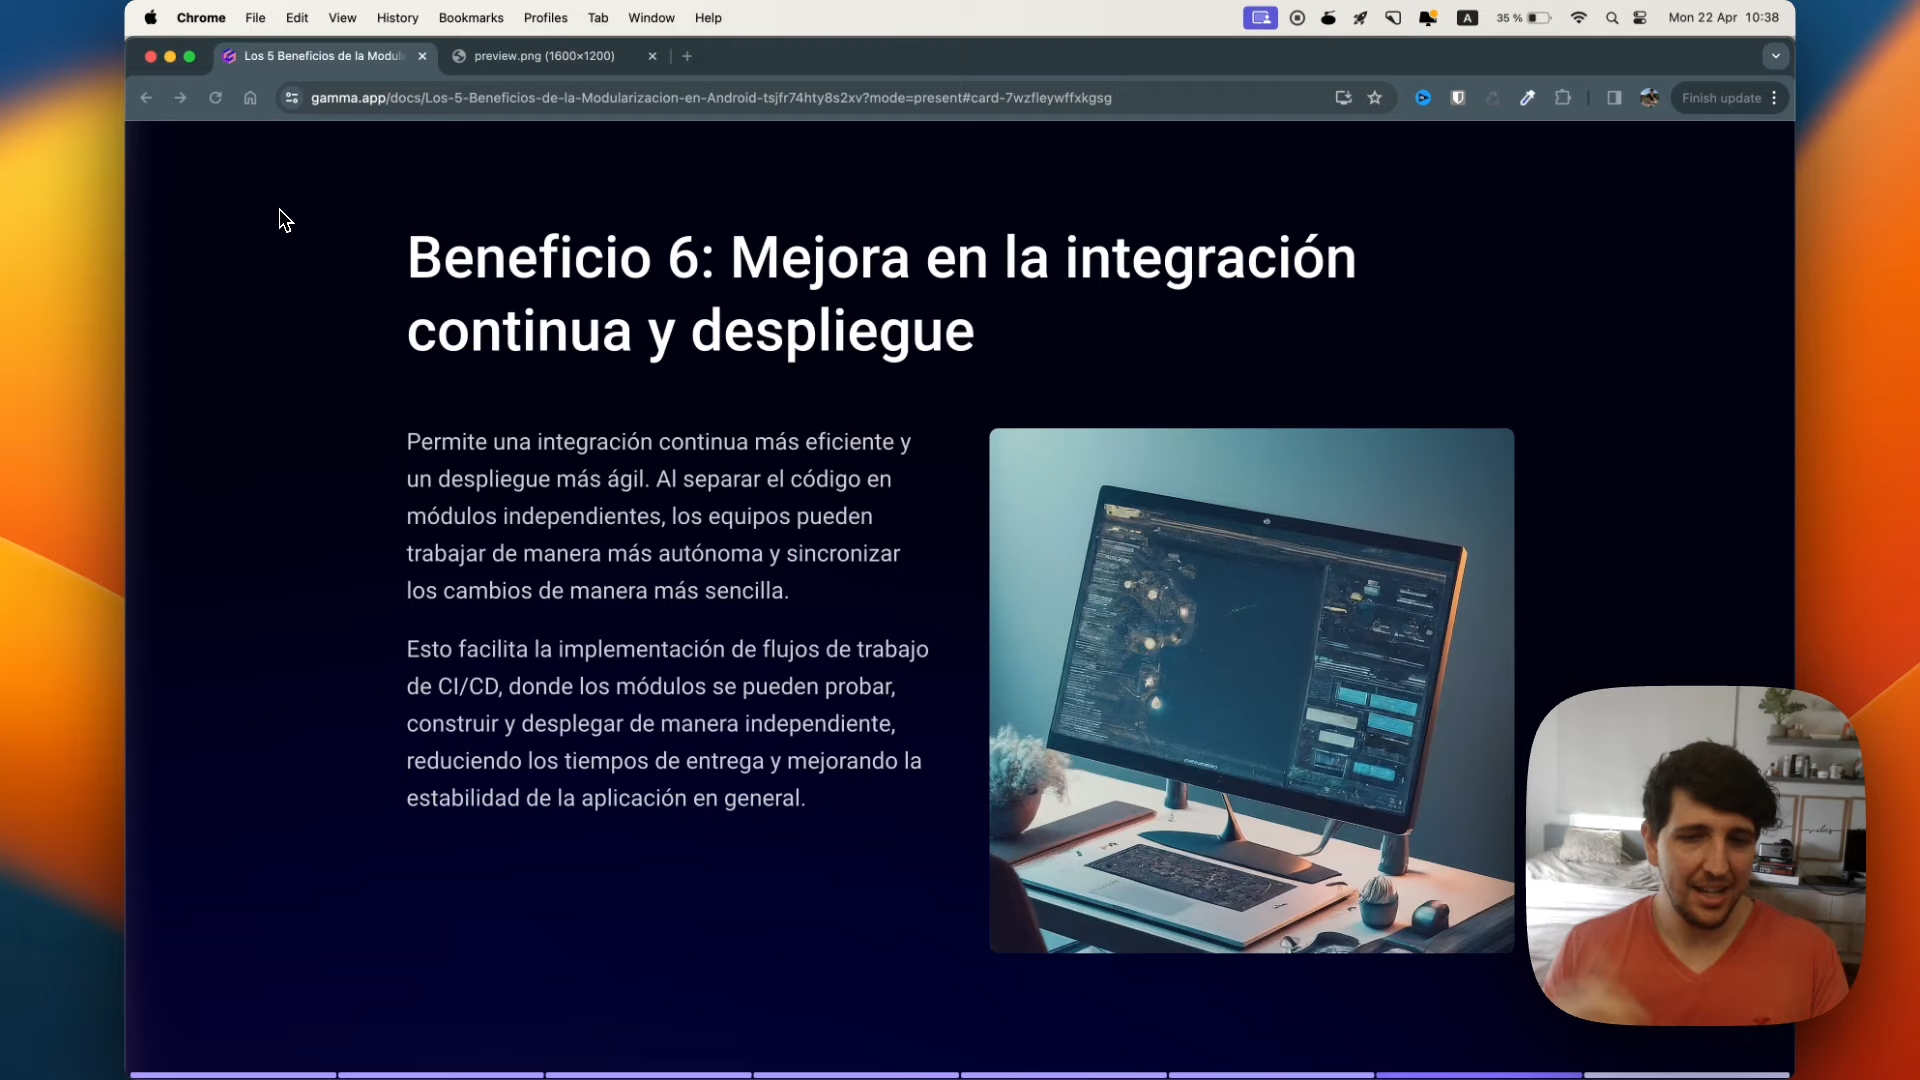 Chrome File Edit View History Bookmarks Profiles Tab Window Help A 35 % Mon 22 Apr 10:38
Los 5 Beneficios de la Modul preview.png (1600×1200)
gamma.app/docs/Los-5-Beneficios-de-la-Modularizacion-en-Android-tsjfr74hty8s2xv?mode=present#card-7wzfleywffxkgsg Finish update
Beneficio 6: Mejora en la integración
continua y despliegue
Permite una integración continua más eficiente y
un despliegue más ágil. Al separar el código en
módulos independientes, los equipos pueden
trabajar de manera más autónoma y sincronizar
los cambios de manera más sencilla.
Esto facilita la implementación de flujos de trabajo
de CI/CD, donde los módulos se pueden probar,
construir y desplegar de manera independiente,
reduciendo los tiempos de entrega y mejorando la
estabilidad de la aplicación en general.